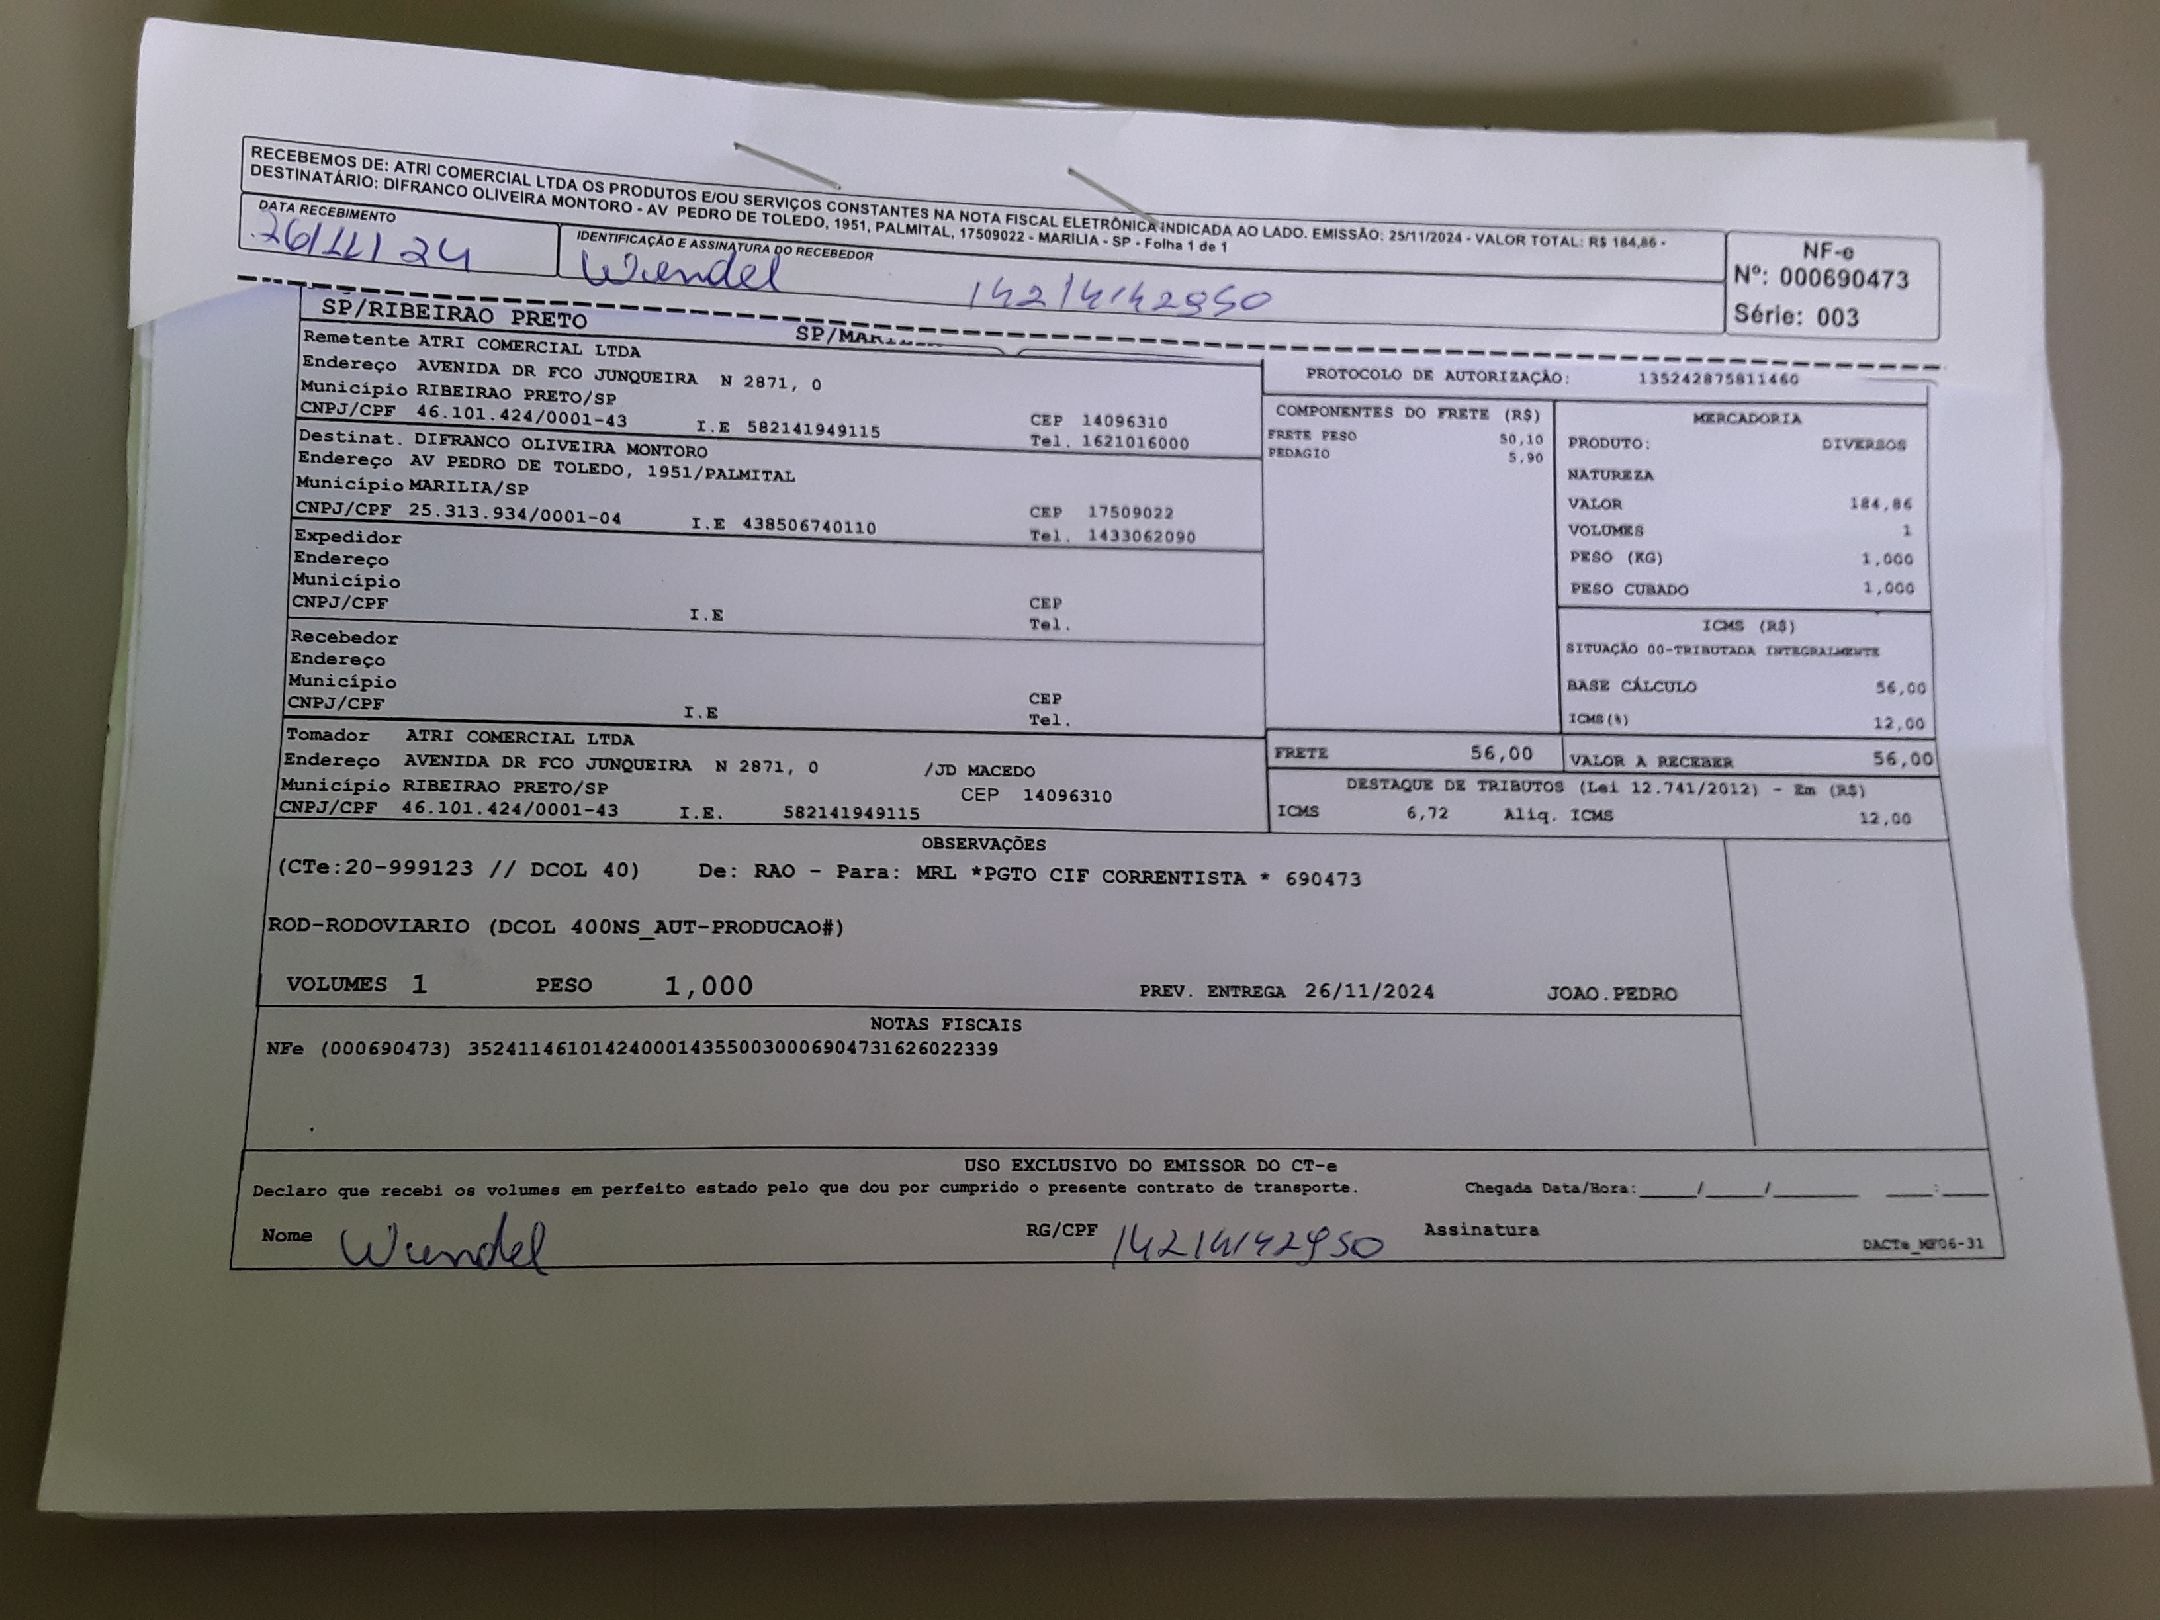 RECEBEMOS DE: ATRI COMERCIAL LTDA OS PRODUTOS E/OU SERVIÇOS CONSTANTES NA NOTA FISCAL ELETRÔNICA INDICADA AO LADO. EMISSÃO: 25/11/2024 - VALOR TOTAL: R$ 184,86 -
DESTINATÁRIO: DIFRANCO OLIVEIRA MONTORO - AV PEDRO DE TOLEDO, 1951, PALMITAL, 17509022 - MARILIA - SP - Folha 1 de 1
DATA RECEBIMENTO
26/11/24
IDENTIFICAÇÃO E ASSINATURA DO RECEBEDOR
Wendel
NF-e
Nº: 000690473
Série: 003
SP/RIBEIRAO PRETO
Remetente ATRI COMERCIAL LTDA
Endereço AVENIDA DR FCO JUNQUEIRA N 2871, 0
Município RIBEIRAO PRETO/SP CEP 14096310
CNPJ/CPF 46.101.424/0001-43 I.E 582141949115 Tel. 1621016000
Destinat. DIFRANCO OLIVEIRA MONTORO
Endereço AV PEDRO DE TOLEDO, 1951/PALMITAL
Município MARILIA/SP CEP 17509022
CNPJ/CPF 25.313.934/0001-04 I.E 438506740110 Tel. 1433062090
Expedidor
Endereço
Município CEP
CNPJ/CPF I.E Tel.
Recebedor
Endereço
Município CEP
CNPJ/CPF I.E Tel.
Tomador ATRI COMERCIAL LTDA
Endereço AVENIDA DR FCO JUNQUEIRA N 2871, 0 /JD MACEDO
Município RIBEIRAO PRETO/SP CEP 14096310
CNPJ/CPF 46.101.424/0001-43 I.E. 582141949115
PROTOCOLO DE AUTORIZAÇÃO: 135242875811460
COMPONENTES DO FRETE (R$)
FRETE PESO 50,10
PEDAGIO 5,90
MERCADORIA
PRODUTO: DIVERSOS
NATUREZA
VALOR 184,86
VOLUMES 1
PESO (KG) 1,000
PESO CUBADO 1,000
ICMS (R$)
SITUAÇÃO 00-TRIBUTADA INTEGRALMENTE
BASE CÁLCULO 56,00
ICMS(%) 12,00
FRETE 56,00 VALOR A RECEBER 56,00
DESTAQUE DE TRIBUTOS (Lei 12.741/2012) - Em (R$)
ICMS 6,72 Aliq. ICMS 12,00
OBSERVAÇÕES
(CTe:20-999123 // DCOL 40) De: RAO - Para: MRL *PGTO CIF CORRENTISTA * 690473
ROD-RODOVIARIO (DCOL 400NS_AUT-PRODUCAO#)
VOLUMES 1 PESO 1,000 PREV. ENTREGA 26/11/2024 JOAO.PEDRO
NOTAS FISCAIS
NFe (000690473) 35241146101424000143550030006904731626022339
USO EXCLUSIVO DO EMISSOR DO CT-e
Declaro que recebi os volumes em perfeito estado pelo que dou por cumprido o presente contrato de transporte. Chegada Data/Hora:_____/_____/________ ___:____
Nome Wendel RG/CPF Assinatura
DACTe_MF06-31